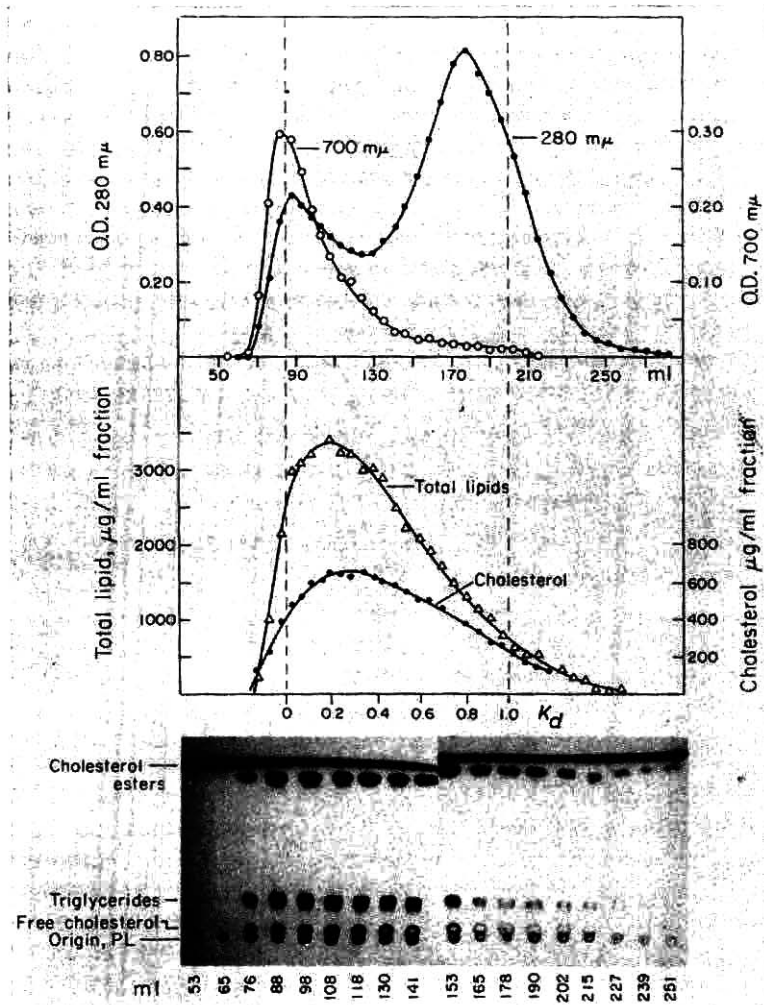 0.80
0.60
0.40
0.20
O.D. 280 mμ
700 mμ
280 mμ
0.30
0.20
0.10
O.D. 700 mμ
50 90 130 170 210 250 ml
3000
2000
1000
Total lipid, μg/ml fraction
Total lipids
Cholesterol
800
600
400
200
Cholesterol μg/ml fraction
0 0.2 0.4 0.6 0.8 1.0 Kd
Cholesterol
esters
Triglycerides
Free cholesterol
Origin, PL
ml 53 65 76 88 98 108 118 130 141 153 165 178 190 202 215 227 239 251